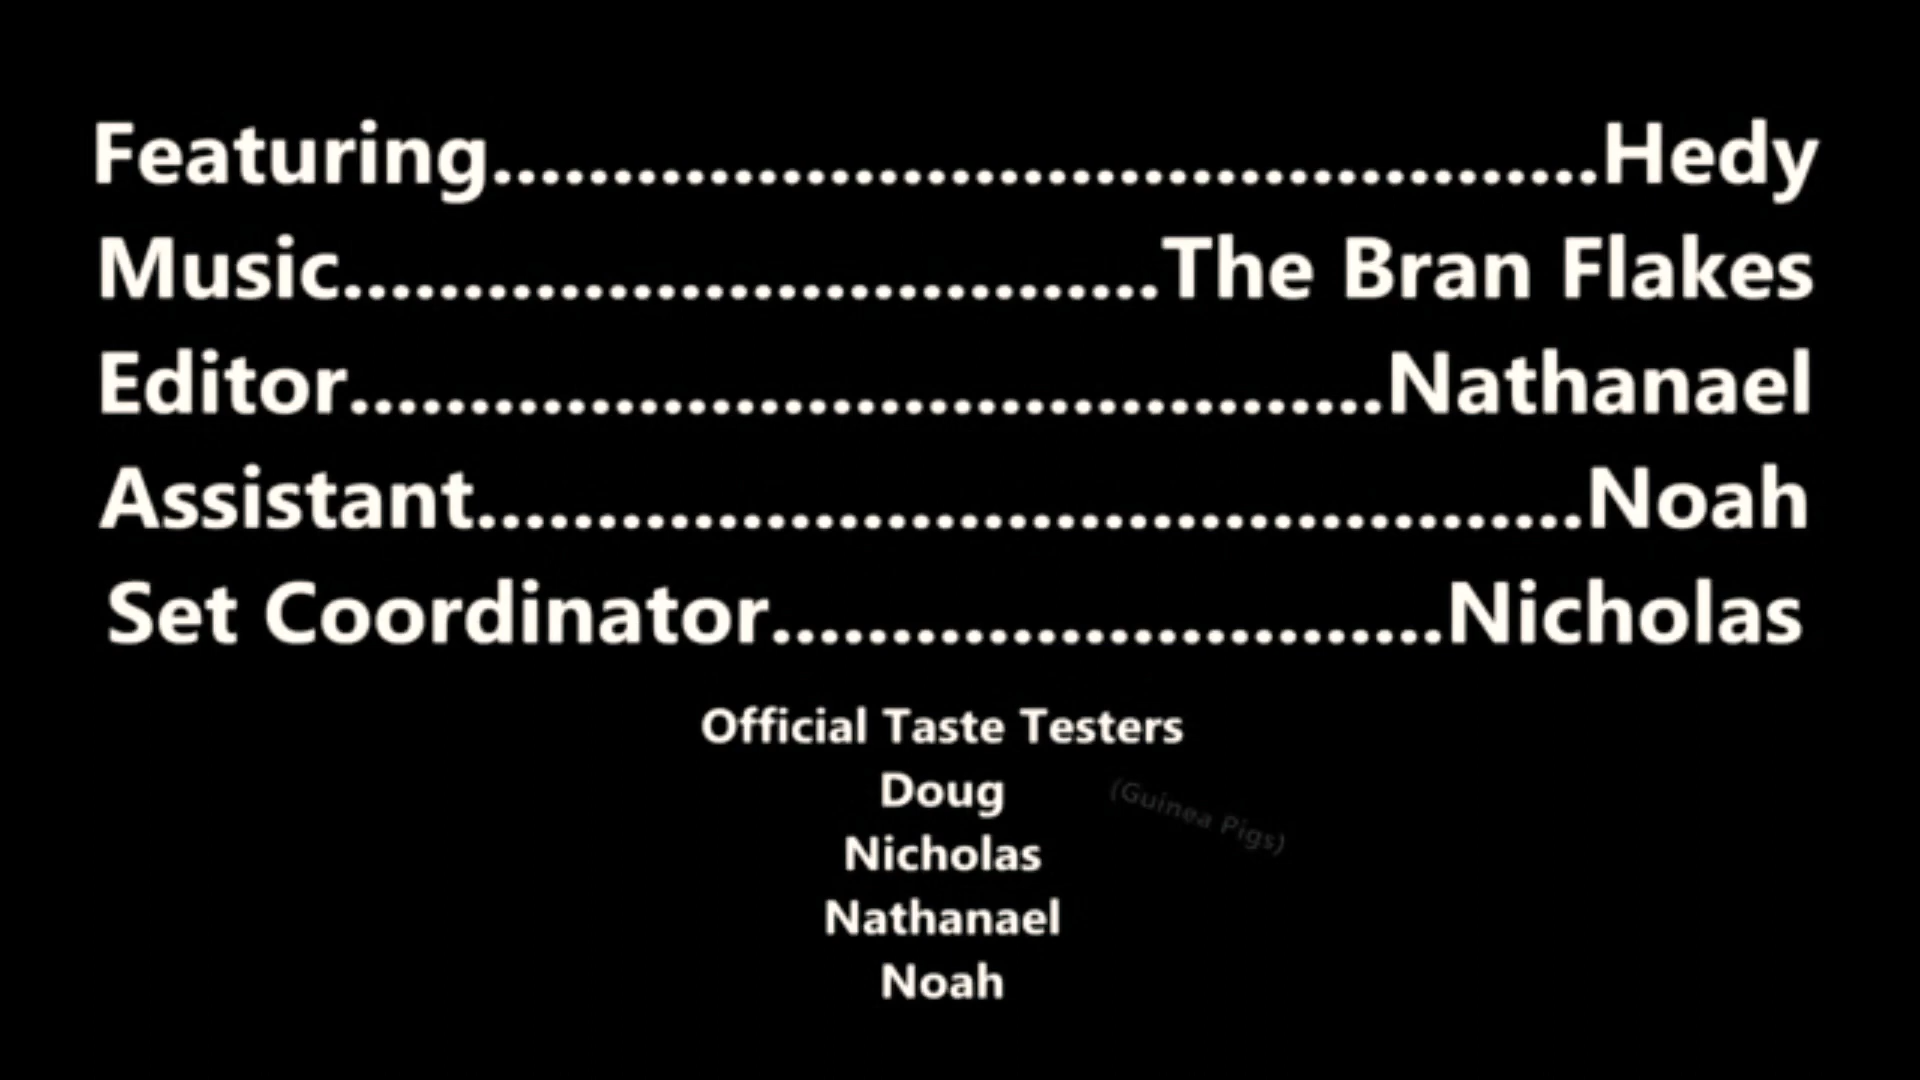 Featuring..............................................Hedy
Music..................................The Bran Flakes
Editor...........................................Nathanael
Assistant..............................................Noah
Set Coordinator............................Nicholas
Official Taste Testers
Doug
(Guinea Pigs)
Nicholas
Nathanael
Noah